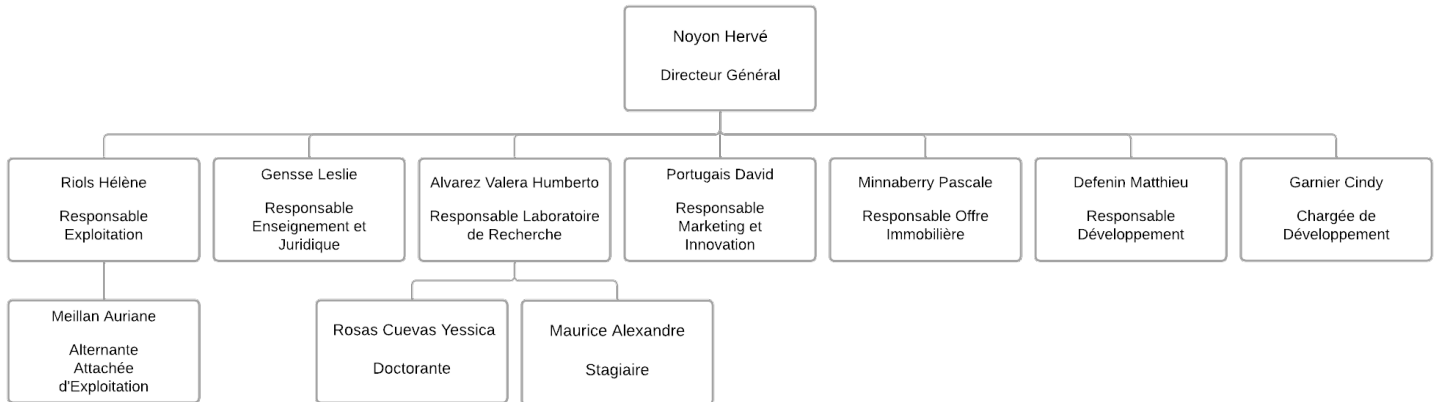 Noyon Hervé
Directeur Général
Riols Hélène
Responsable
Exploitation
Gensse Leslie
Responsable
Enseignement et
Juridique
Alvarez Valera Humberto
Responsable Laboratoire
de Recherche
Portugais David
Responsable
Marketing et
Innovation
Minnaberry Pascale
Responsable Offre
Immobilière
Defenin Matthieu
Responsable
Développement
Garnier Cindy
Chargée de
Développement
Meillan Auriane
Alternante
Attachée
d'Exploitation
Rosas Cuevas Yessica
Doctorante
Maurice Alexandre
Stagiaire